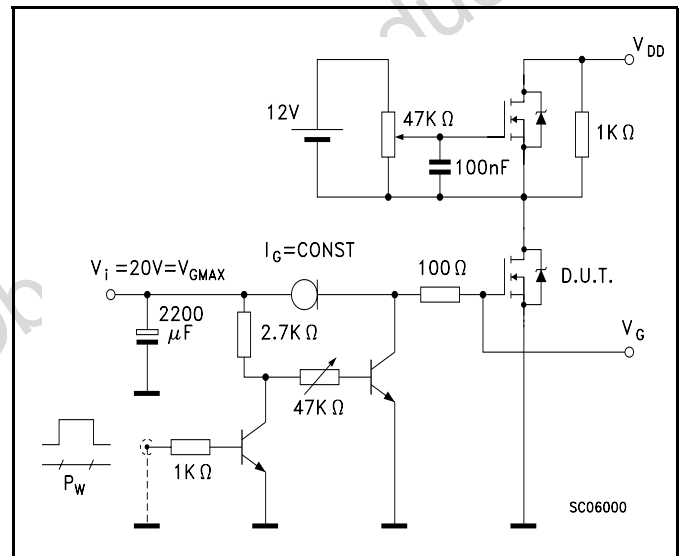 V DD
12V
47K Ω
1K Ω
100nF
I G =CONST
V i =20V=V GMAX
100 Ω
D.U.T.
2200
µF
2.7K Ω
V G
47K Ω
1K Ω
P W
SC06000